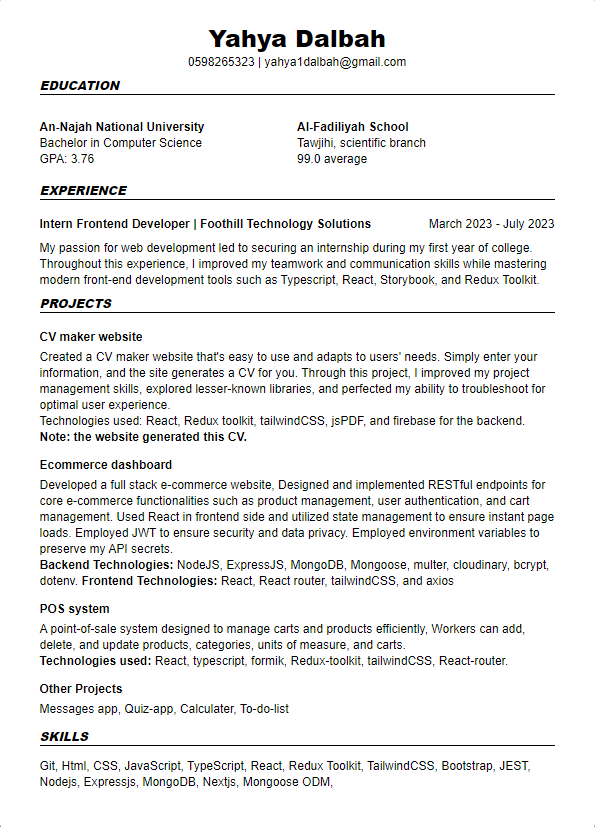 Yahya Dalbah
0598265323 | yahya1dalbah@gmail.com
EDUCATION
An-Najah National University
Bachelor in Computer Science
GPA: 3.76
Al-Fadiliyah School
Tawjihi, scientific branch
99.0 average
EXPERIENCE
Intern Frontend Developer | Foothill Technology Solutions March 2023 - July 2023
My passion for web development led to securing an internship during my first year of college.
Throughout this experience, I improved my teamwork and communication skills while mastering
modern front-end development tools such as Typescript, React, Storybook, and Redux Toolkit.
PROJECTS
CV maker website
Created a CV maker website that's easy to use and adapts to users' needs. Simply enter your
information, and the site generates a CV for you. Through this project, I improved my project
management skills, explored lesser-known libraries, and perfected my ability to troubleshoot for
optimal user experience.
Technologies used: React, Redux toolkit, tailwindCSS, jsPDF, and firebase for the backend.
Note: the website generated this CV.
Ecommerce dashboard
Developed a full stack e-commerce website, Designed and implemented RESTful endpoints for
core e-commerce functionalities such as product management, user authentication, and cart
management. Used React in frontend side and utilized state management to ensure instant page
loads. Employed JWT to ensure security and data privacy. Employed environment variables to
preserve my API secrets.
Backend Technologies: NodeJS, ExpressJS, MongoDB, Mongoose, multer, cloudinary, bcrypt,
dotenv. Frontend Technologies: React, React router, tailwindCSS, and axios
POS system
A point-of-sale system designed to manage carts and products efficiently, Workers can add,
delete, and update products, categories, units of measure, and carts.
Technologies used: React, typescript, formik, Redux-toolkit, tailwindCSS, React-router.
Other Projects
Messages app, Quiz-app, Calculater, To-do-list
SKILLS
Git, Html, CSS, JavaScript, TypeScript, React, Redux Toolkit, TailwindCSS, Bootstrap, JEST,
Nodejs, Expressjs, MongoDB, Nextjs, Mongoose ODM,